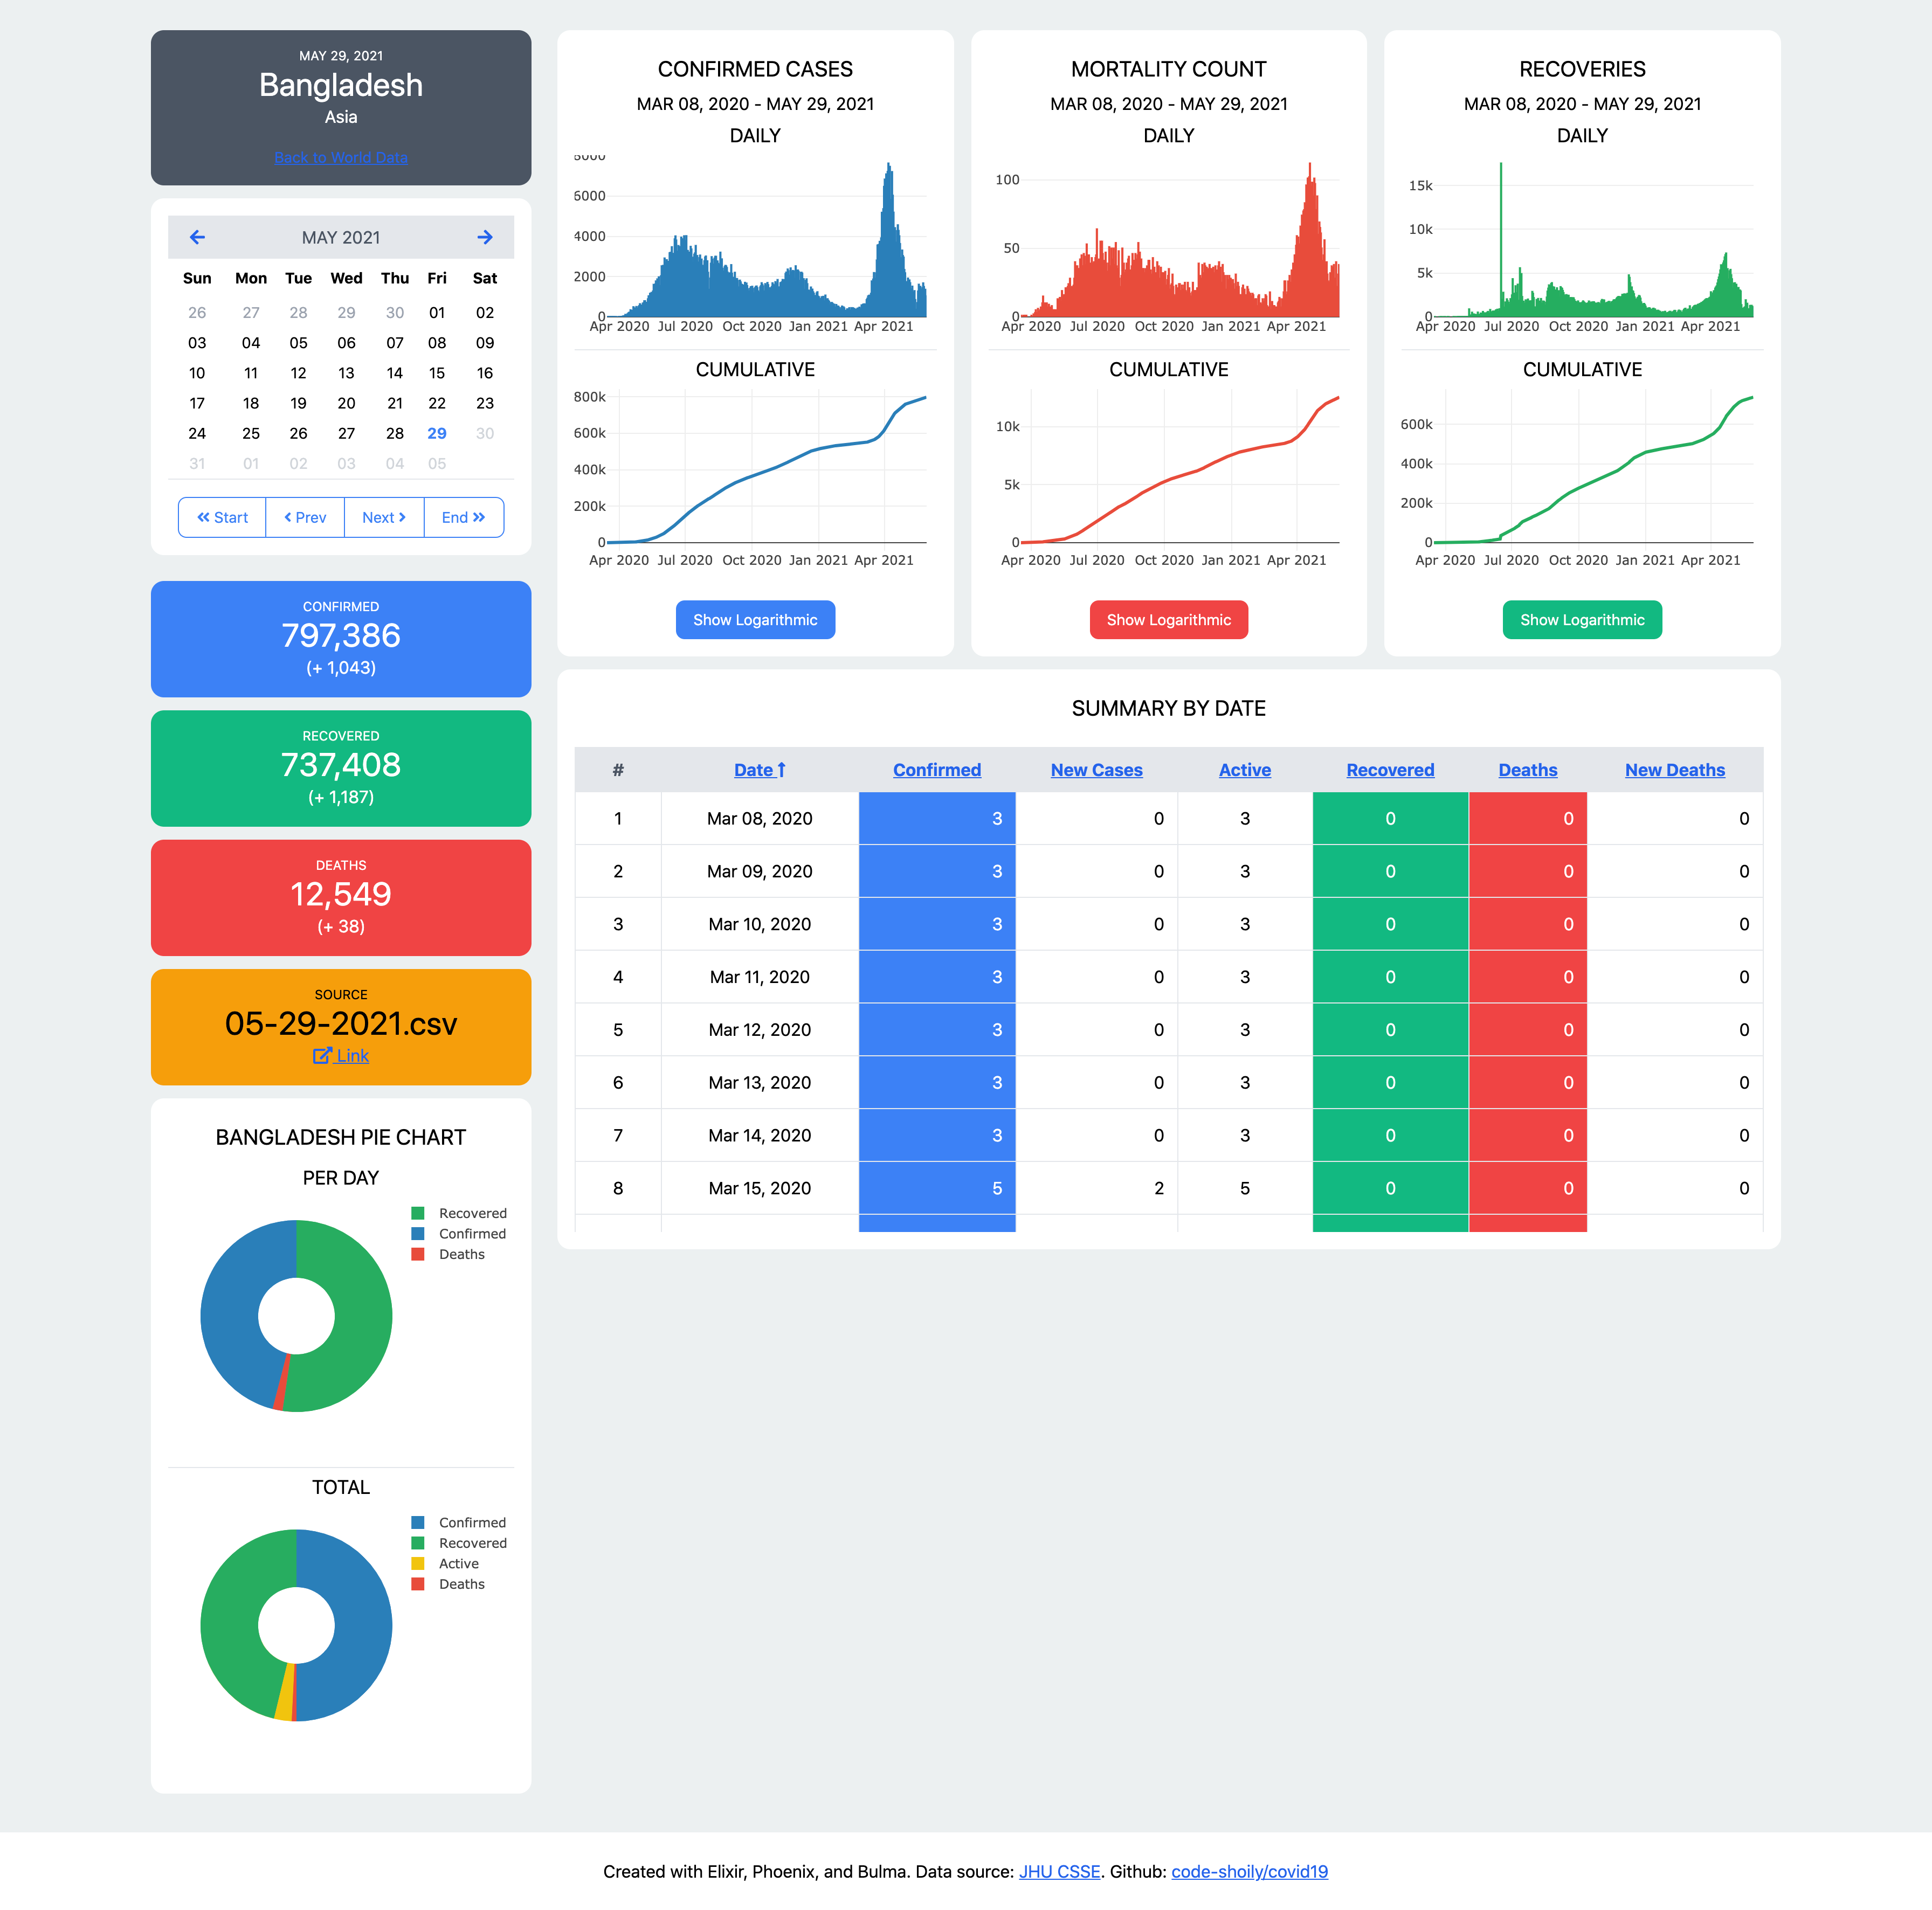 MAY 29, 2021
Bangladesh
Asia
Back to World Data
MAY 2021
Sun Mon Tue Wed Thu Fri Sat
26 27 28 29 30 01 02
03 04 05 06 07 08 09
10 11 12 13 14 15 16
17 18 19 20 21 22 23
24 25 26 27 28 29 30
31 01 02 03 04 05
Start Prev Next End
CONFIRMED
797,386
(+ 1,043)
RECOVERED
737,408
(+ 1,187)
DEATHS
12,549
(+ 38)
SOURCE
05-29-2021.csv
Link
BANGLADESH PIE CHART
PER DAY
Recovered
Confirmed
Deaths
TOTAL
Confirmed
Recovered
Active
Deaths
CONFIRMED CASES
MAR 08, 2020 - MAY 29, 2021
DAILY
8000
6000
4000
2000
0
Apr 2020 Jul 2020 Oct 2020 Jan 2021 Apr 2021
CUMULATIVE
800k
600k
400k
200k
0
Apr 2020 Jul 2020 Oct 2020 Jan 2021 Apr 2021
Show Logarithmic
MORTALITY COUNT
MAR 08, 2020 - MAY 29, 2021
DAILY
100
50
0
Apr 2020 Jul 2020 Oct 2020 Jan 2021 Apr 2021
CUMULATIVE
10k
5k
0
Apr 2020 Jul 2020 Oct 2020 Jan 2021 Apr 2021
Show Logarithmic
RECOVERIES
MAR 08, 2020 - MAY 29, 2021
DAILY
15k
10k
5k
0
Apr 2020 Jul 2020 Oct 2020 Jan 2021 Apr 2021
CUMULATIVE
600k
400k
200k
0
Apr 2020 Jul 2020 Oct 2020 Jan 2021 Apr 2021
Show Logarithmic
SUMMARY BY DATE
# Date Confirmed New Cases Active Recovered Deaths New Deaths
1 Mar 08, 2020 3 0 3 0 0 0
2 Mar 09, 2020 3 0 3 0 0 0
3 Mar 10, 2020 3 0 3 0 0 0
4 Mar 11, 2020 3 0 3 0 0 0
5 Mar 12, 2020 3 0 3 0 0 0
6 Mar 13, 2020 3 0 3 0 0 0
7 Mar 14, 2020 3 0 3 0 0 0
8 Mar 15, 2020 5 2 5 0 0 0
Created with Elixir, Phoenix, and Bulma. Data source: JHU CSSE. Github: code-shoily/covid19